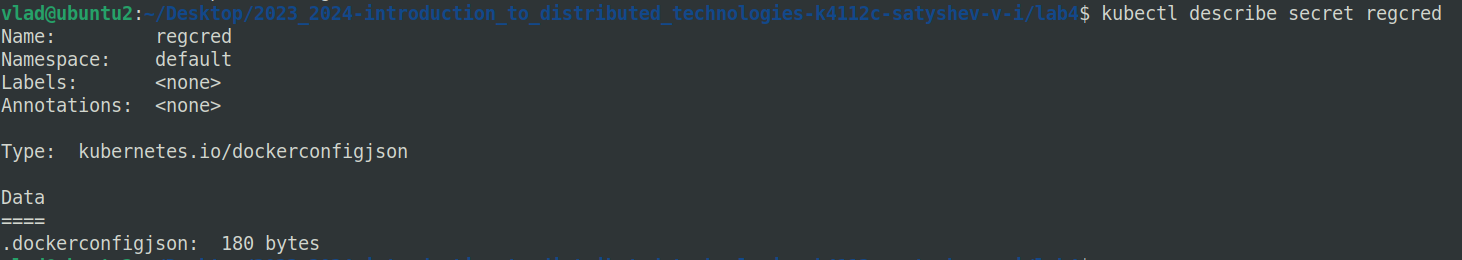 vlad@ubuntu2:~/Desktop/2023_2024-introduction_to_distributed_technologies-k4112c-satyshev-v-i/lab4$ kubectl describe secret regcred
Name:         regcred
Namespace:    default
Labels:       <none>
Annotations:  <none>

Type:  kubernetes.io/dockerconfigjson

Data
====
.dockerconfigjson:  180 bytes